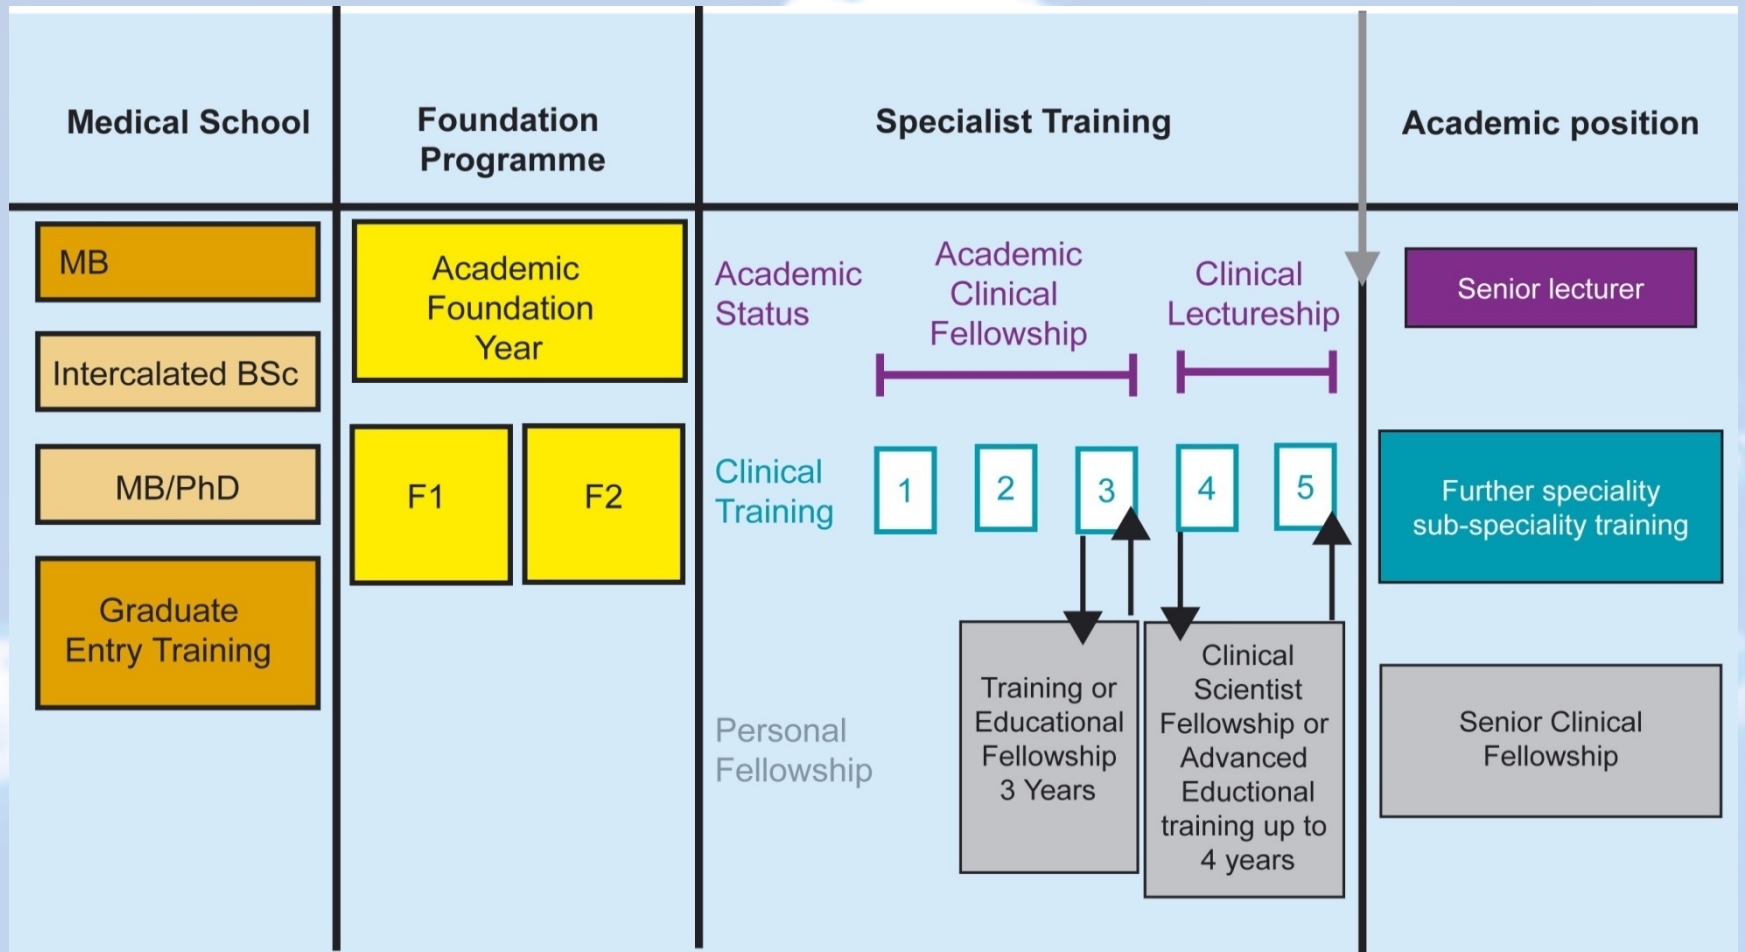 Medical School
Foundation
Programme
Specialist Training
Academic position
MB
Intercalated BSc
MB/PhD
Graduate
Entry Training
Academic
Foundation
Year
F1
F2
Academic
Status
Academic
Clinical
Fellowship
Clinical
Lectureship
Clinical
Training
1
2
3
4
5
Personal
Fellowship
Training or
Educational
Fellowship
3 Years
Clinical
Scientist
Fellowship or
Advanced
Eductional
training up to
4 years
Senior lecturer
Further speciality
sub-speciality training
Senior Clinical
Fellowship